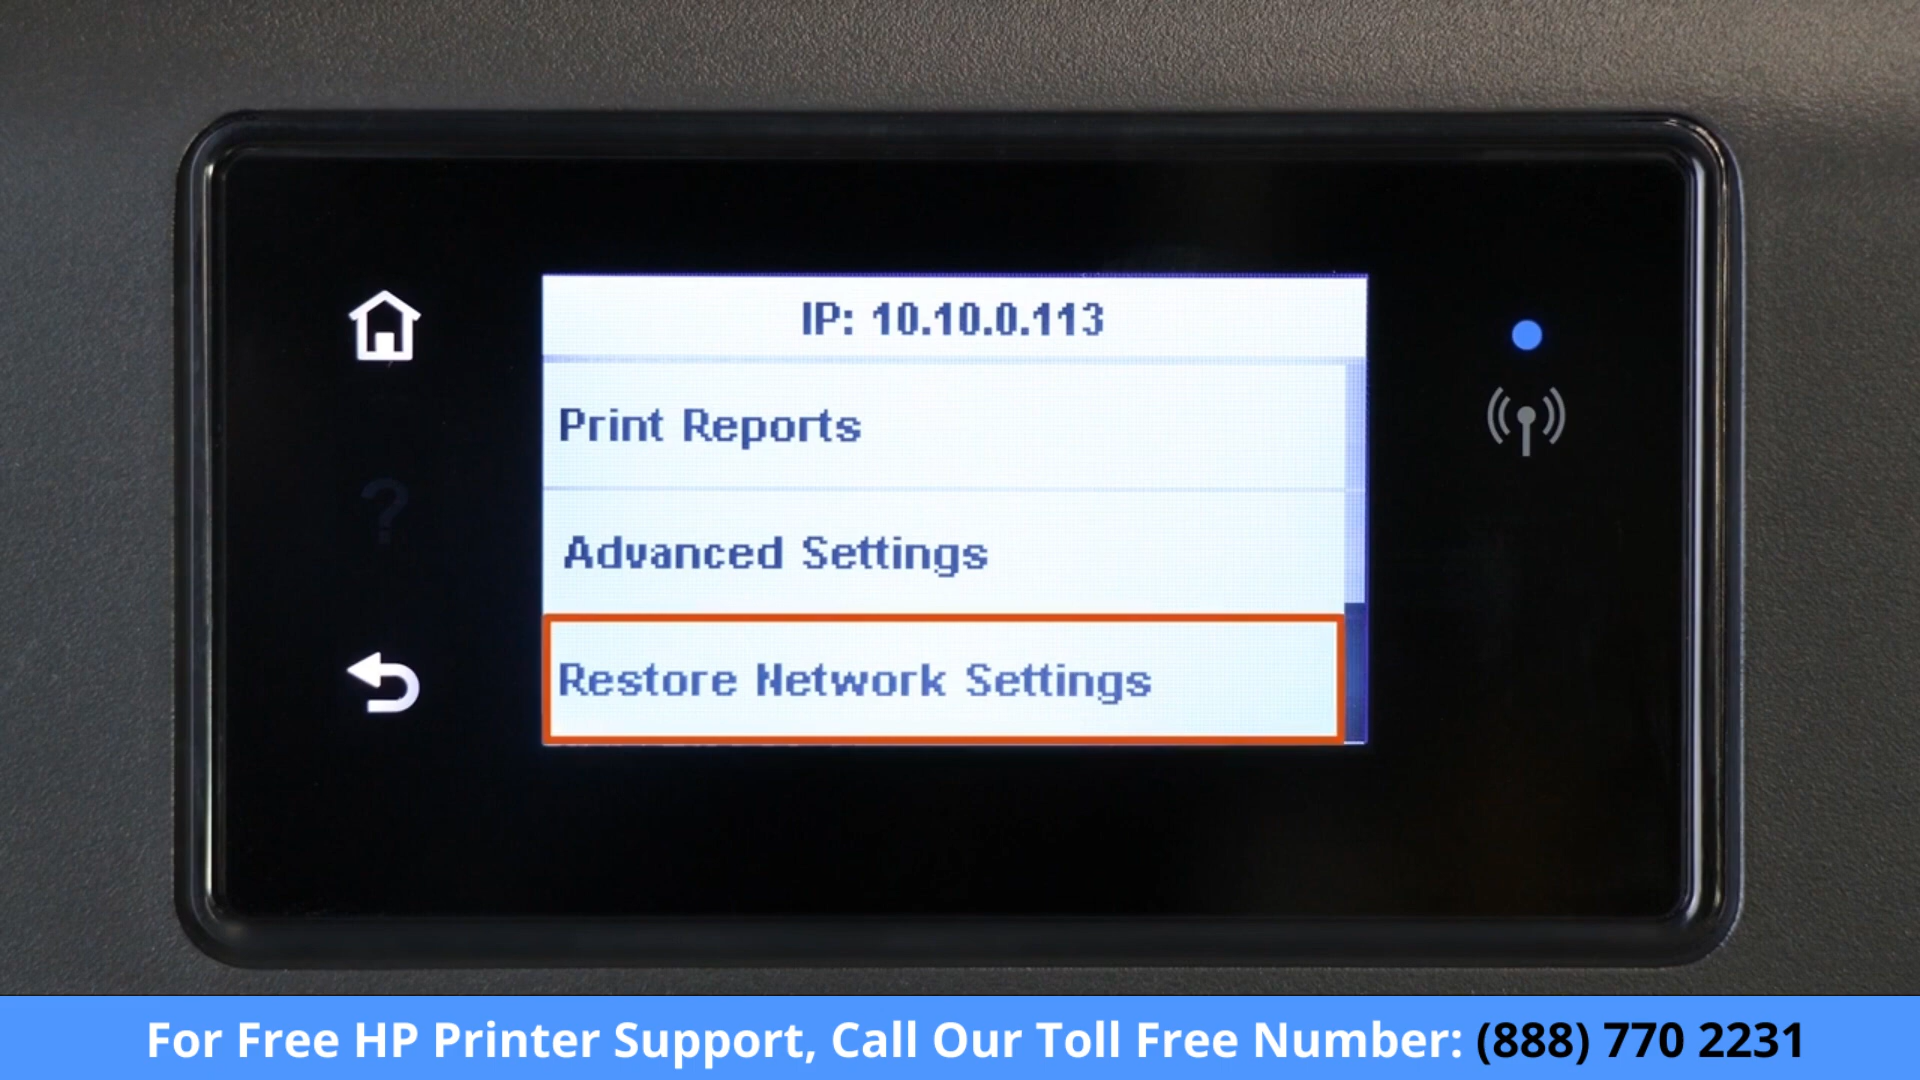 IP: 10.10.0.113
Print Reports
?
Advanced Settings
Restore Network Settings
For Free HP Printer Support, Call Our Toll Free Number: (888) 770 2231